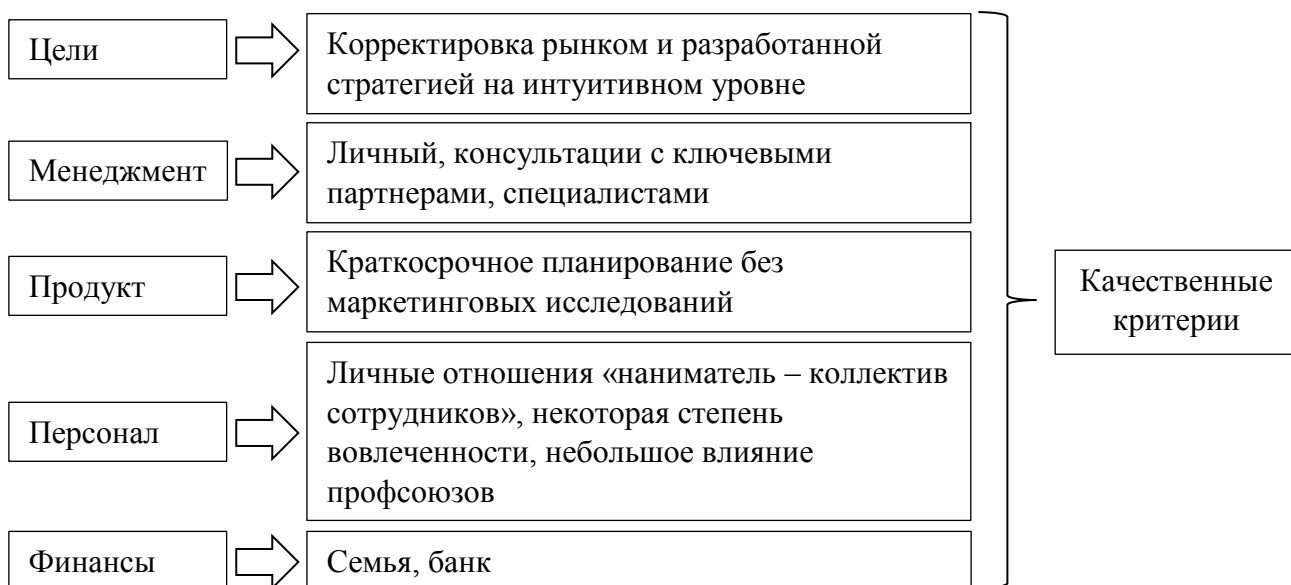 Цели
Корректировка рынком и разработанной
стратегией на интуитивном уровне
Менеджмент
Личный, консультации с ключевыми
партнерами, специалистами
Продукт
Краткосрочное планирование без
маркетинговых исследований
Персонал
Личные отношения «наниматель – коллектив
сотрудников», некоторая степень
вовлеченности, небольшое влияние
профсоюзов
Финансы
Семья, банк
Качественные
критерии